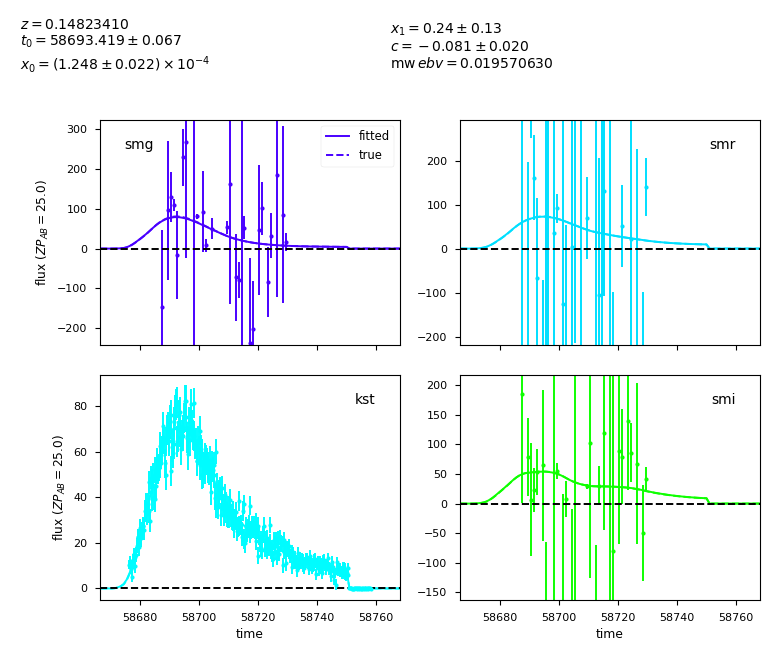 z = 0.14823410
t₀ = 58693.419 ± 0.067
x₀ = (1.248 ± 0.022) × 10⁻⁴
x₁ = 0.24 ± 0.13
c = −0.081 ± 0.020
mw ebv = 0.019570630
smg
fitted
true
flux (ZP_AB = 25.0)
300
200
100
0
−100
−200
smr
200
100
0
−100
−200
kst
flux (ZP_AB = 25.0)
80
60
40
20
0
58680 58700 58720 58740 58760
time
smi
200
150
100
50
0
−50
−100
−150
58680 58700 58720 58740 58760
time